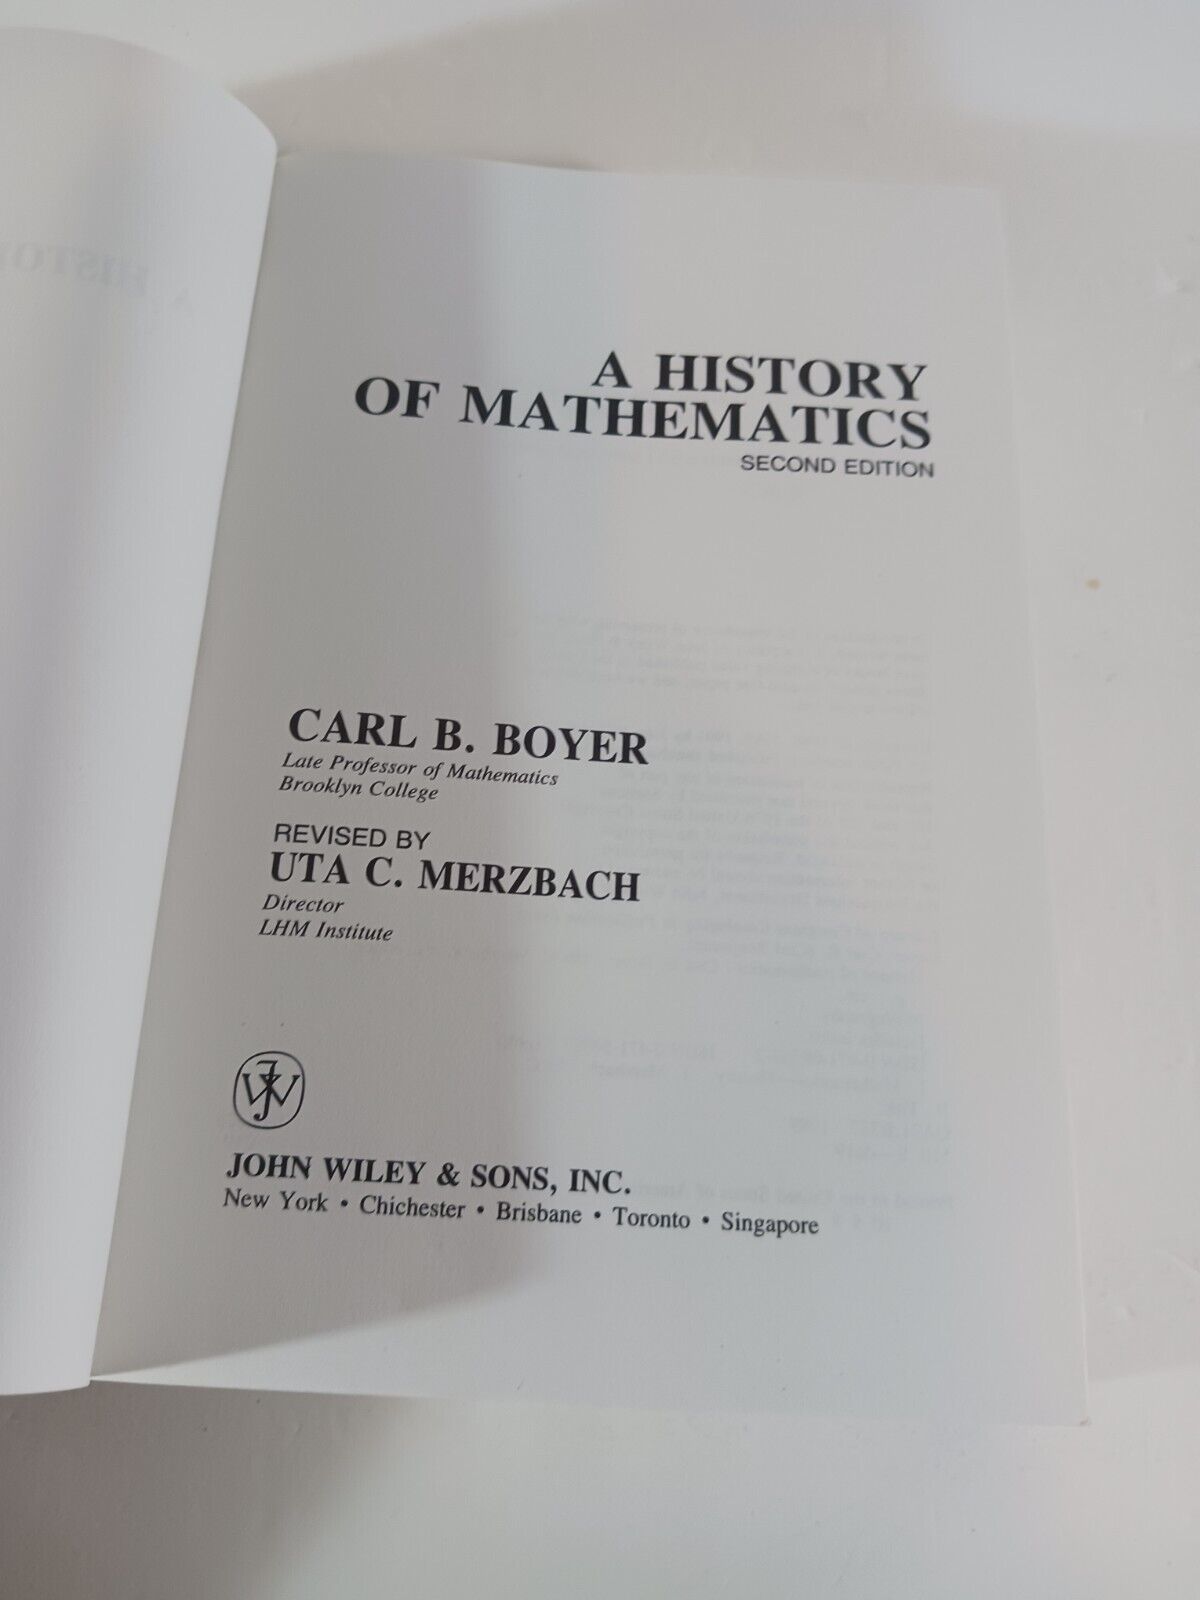 A HISTORY
OF MATHEMATICS
SECOND EDITION
CARL B. BOYER
Late Professor of Mathematics
Brooklyn College
REVISED BY
UTA C. MERZBACH
Director
LHM Institute
JOHN WILEY & SONS, INC.
New York • Chichester • Brisbane • Toronto • Singapore